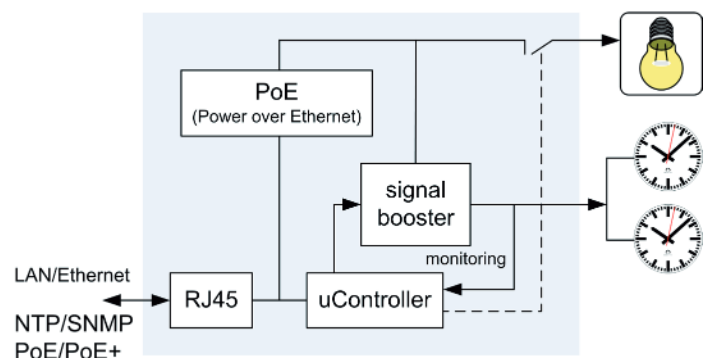 PoE
(Power over Ethernet)
signal
booster
monitoring
LAN/Ethernet
RJ45
uController
NTP/SNMP
PoE/PoE+